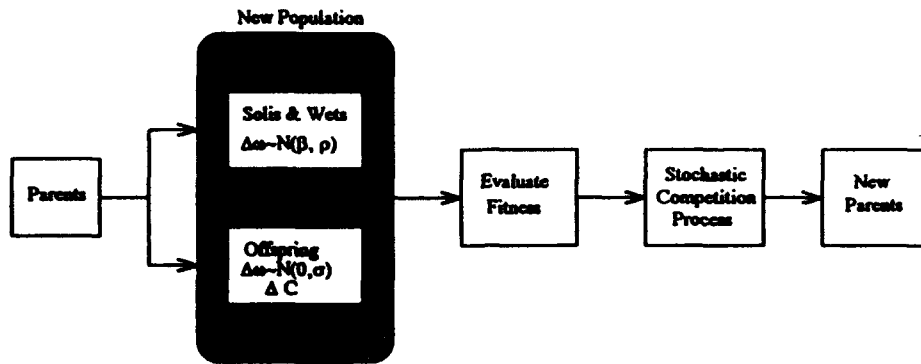 New Population
Solis & Wets
Δω~N(β, ρ)
Parents
Offspring
Δω~N(0,σ)
Δ C
Evaluate
Fitness
Stochastic
Competition
Process
New
Parents